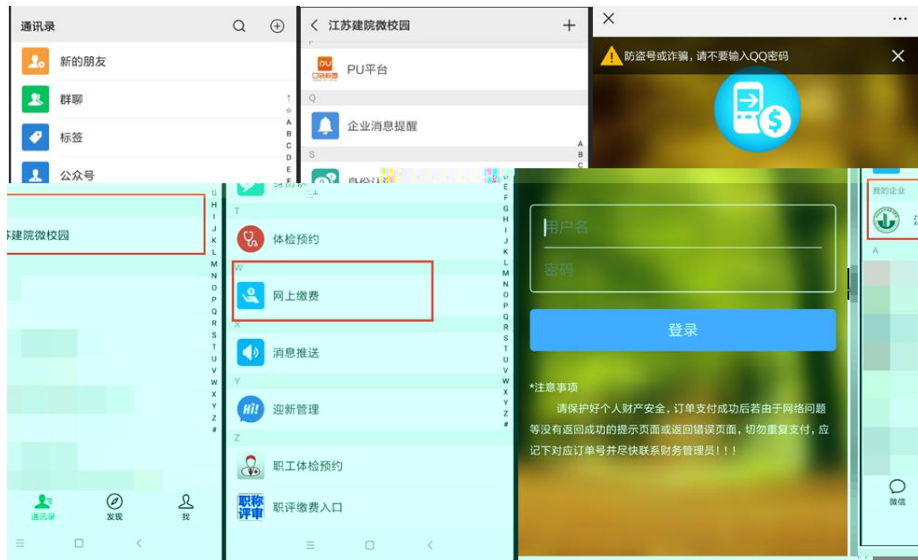 通讯录
新的朋友
群聊
标签
公众号
江苏建院微校园
PU
口袋校园
PU平台
Q
企业消息提醒
S
防盗号或诈骗，请不要输入QQ密码
建院微校园
通讯录
发现
我
T
体检预约
W
网上缴费
X
消息推送
Y
Hi!
迎新管理
Z
职工体检预约
职称
评审
职评缴费入口
用户名
密码
登录
*注意事项
请保护好个人财产安全，订单支付成功后若由于网络问题
等没有返回成功的提示页面或返回错误页面，切勿重复支付，应
记下对应订单号并尽快联系财务管理员！！！
我的企业
A
微信